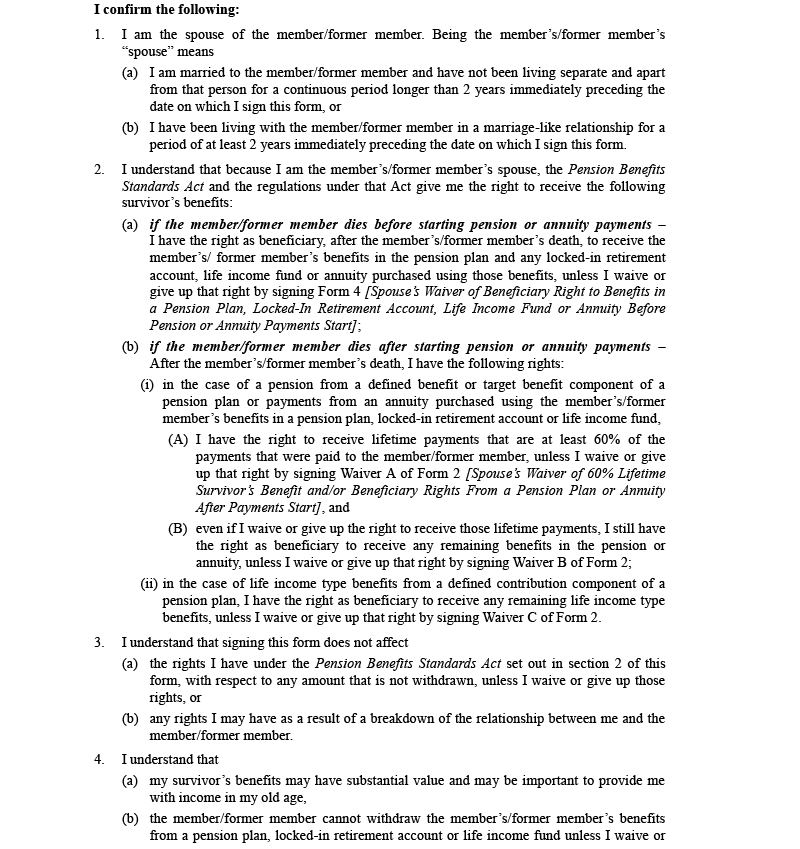 I confirm the following:
1. I am the spouse of the member/former member. Being the member's/former member's
"spouse" means
(a) I am married to the member/former member and have not been living separate and apart
from that person for a continuous period longer than 2 years immediately preceding the
date on which I sign this form, or
(b) I have been living with the member/former member in a marriage-like relationship for a
period of at least 2 years immediately preceding the date on which I sign this form.
2. I understand that because I am the member's/former member's spouse, the Pension Benefits
Standards Act and the regulations under that Act give me the right to receive the following
survivor's benefits:
(a) if the member/former member dies before starting pension or annuity payments –
I have the right as beneficiary, after the member's/former member's death, to receive the
member's/ former member's benefits in the pension plan and any locked-in retirement
account, life income fund or annuity purchased using those benefits, unless I waive or
give up that right by signing Form 4 [Spouse's Waiver of Beneficiary Right to Benefits in
a Pension Plan, Locked-In Retirement Account, Life Income Fund or Annuity Before
Pension or Annuity Payments Start];
(b) if the member/former member dies after starting pension or annuity payments –
After the member's/former member's death, I have the following rights:
(i) in the case of a pension from a defined benefit or target benefit component of a
pension plan or payments from an annuity purchased using the member's/former
member's benefits in a pension plan, locked-in retirement account or life income fund,
(A) I have the right to receive lifetime payments that are at least 60% of the
payments that were paid to the member/former member, unless I waive or give
up that right by signing Waiver A of Form 2 [Spouse's Waiver of 60% Lifetime
Survivor's Benefit and/or Beneficiary Rights From a Pension Plan or Annuity
After Payments Start], and
(B) even if I waive or give up the right to receive those lifetime payments, I still have
the right as beneficiary to receive any remaining benefits in the pension or
annuity, unless I waive or give up that right by signing Waiver B of Form 2;
(ii) in the case of life income type benefits from a defined contribution component of a
pension plan, I have the right as beneficiary to receive any remaining life income type
benefits, unless I waive or give up that right by signing Waiver C of Form 2.
3. I understand that signing this form does not affect
(a) the rights I have under the Pension Benefits Standards Act set out in section 2 of this
form, with respect to any amount that is not withdrawn, unless I waive or give up those
rights, or
(b) any rights I may have as a result of a breakdown of the relationship between me and the
member/former member.
4. I understand that
(a) my survivor's benefits may have substantial value and may be important to provide me
with income in my old age,
(b) the member/former member cannot withdraw the member's/former member's benefits
from a pension plan, locked-in retirement account or life income fund unless I waive or